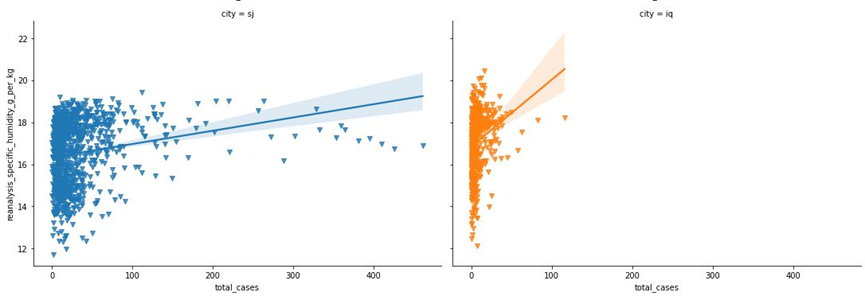 city = sj
city = iq
reanalysis_specific_humidity_g_per_kg
22
20
18
16
14
12
0 100 200 300 400
0 100 200 300 400
total_cases
total_cases